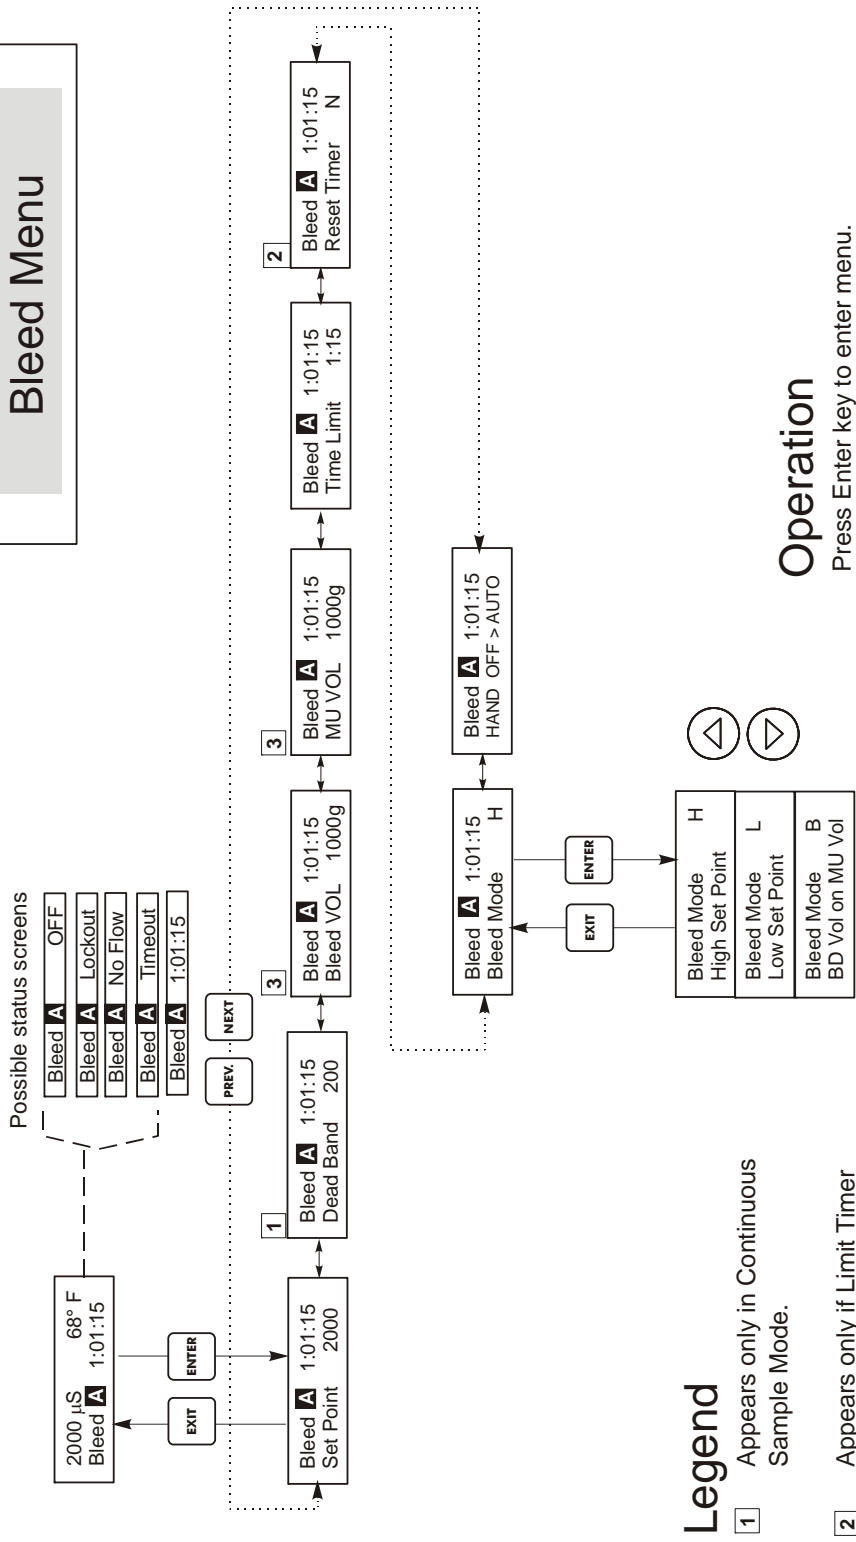 Bleed Menu
Possible status screens
Bleed A OFF
Bleed A Lockout
Bleed A No Flow
Bleed A Timeout
Bleed A 1:01:15
2000 µS 68° F
Bleed A 1:01:15
EXIT
ENTER
PREV.
NEXT
Bleed A 1:01:15
Set Point 2000
1
Bleed A 1:01:15
Dead Band 200
3
Bleed A 1:01:15
Bleed VOL 1000g
3
Bleed A 1:01:15
MU VOL 1000g
Bleed A 1:01:15
Time Limit 1:15
2
Bleed A 1:01:15
Reset Timer N
Bleed A 1:01:15
Bleed Mode H
Bleed A 1:01:15
HAND OFF > AUTO
EXIT
ENTER
Bleed Mode H
High Set Point
Bleed Mode L
Low Set Point
Bleed Mode B
BD Vol on MU Vol
Legend
1 Appears only in Continuous
Sample Mode.
2 Appears only if Limit Timer
Operation
Press Enter key to enter menu.